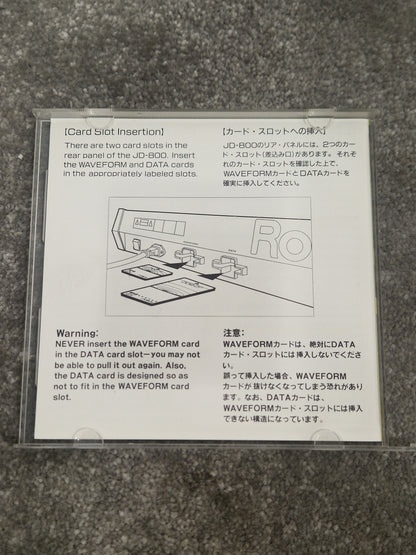 [Card Slot Insertion]
There are two card slots in the
rear panel of the JD-800. Insert
the WAVEFORM and DATA cards
in the appropriately labeled slots.
【カード・スロットへの挿入】
JD-800のリア・パネルには、2つのカー
ド・スロット(差込み口)があります。それぞ
れのカード・スロットを確認した上で、
WAVEFORMカードとDATAカードを
確実に挿入してください。
DATA
Ro
Warning:
NEVER insert the WAVEFORM card
in the DATA card slot—you may not
be able to pull it out again. Also,
the DATA card is designed so as
not to fit in the WAVEFORM card
slot.
注意:
WAVEFORMカードは、絶対にDATA
カード・スロットには挿入しないでくださ
い。
誤って挿入した場合、WAVEFORM
カードが抜けなくなってしまう恐れがあり
ます。なお、DATAカードは、
WAVEFORMカード・スロットには挿入
できない構造になっています。